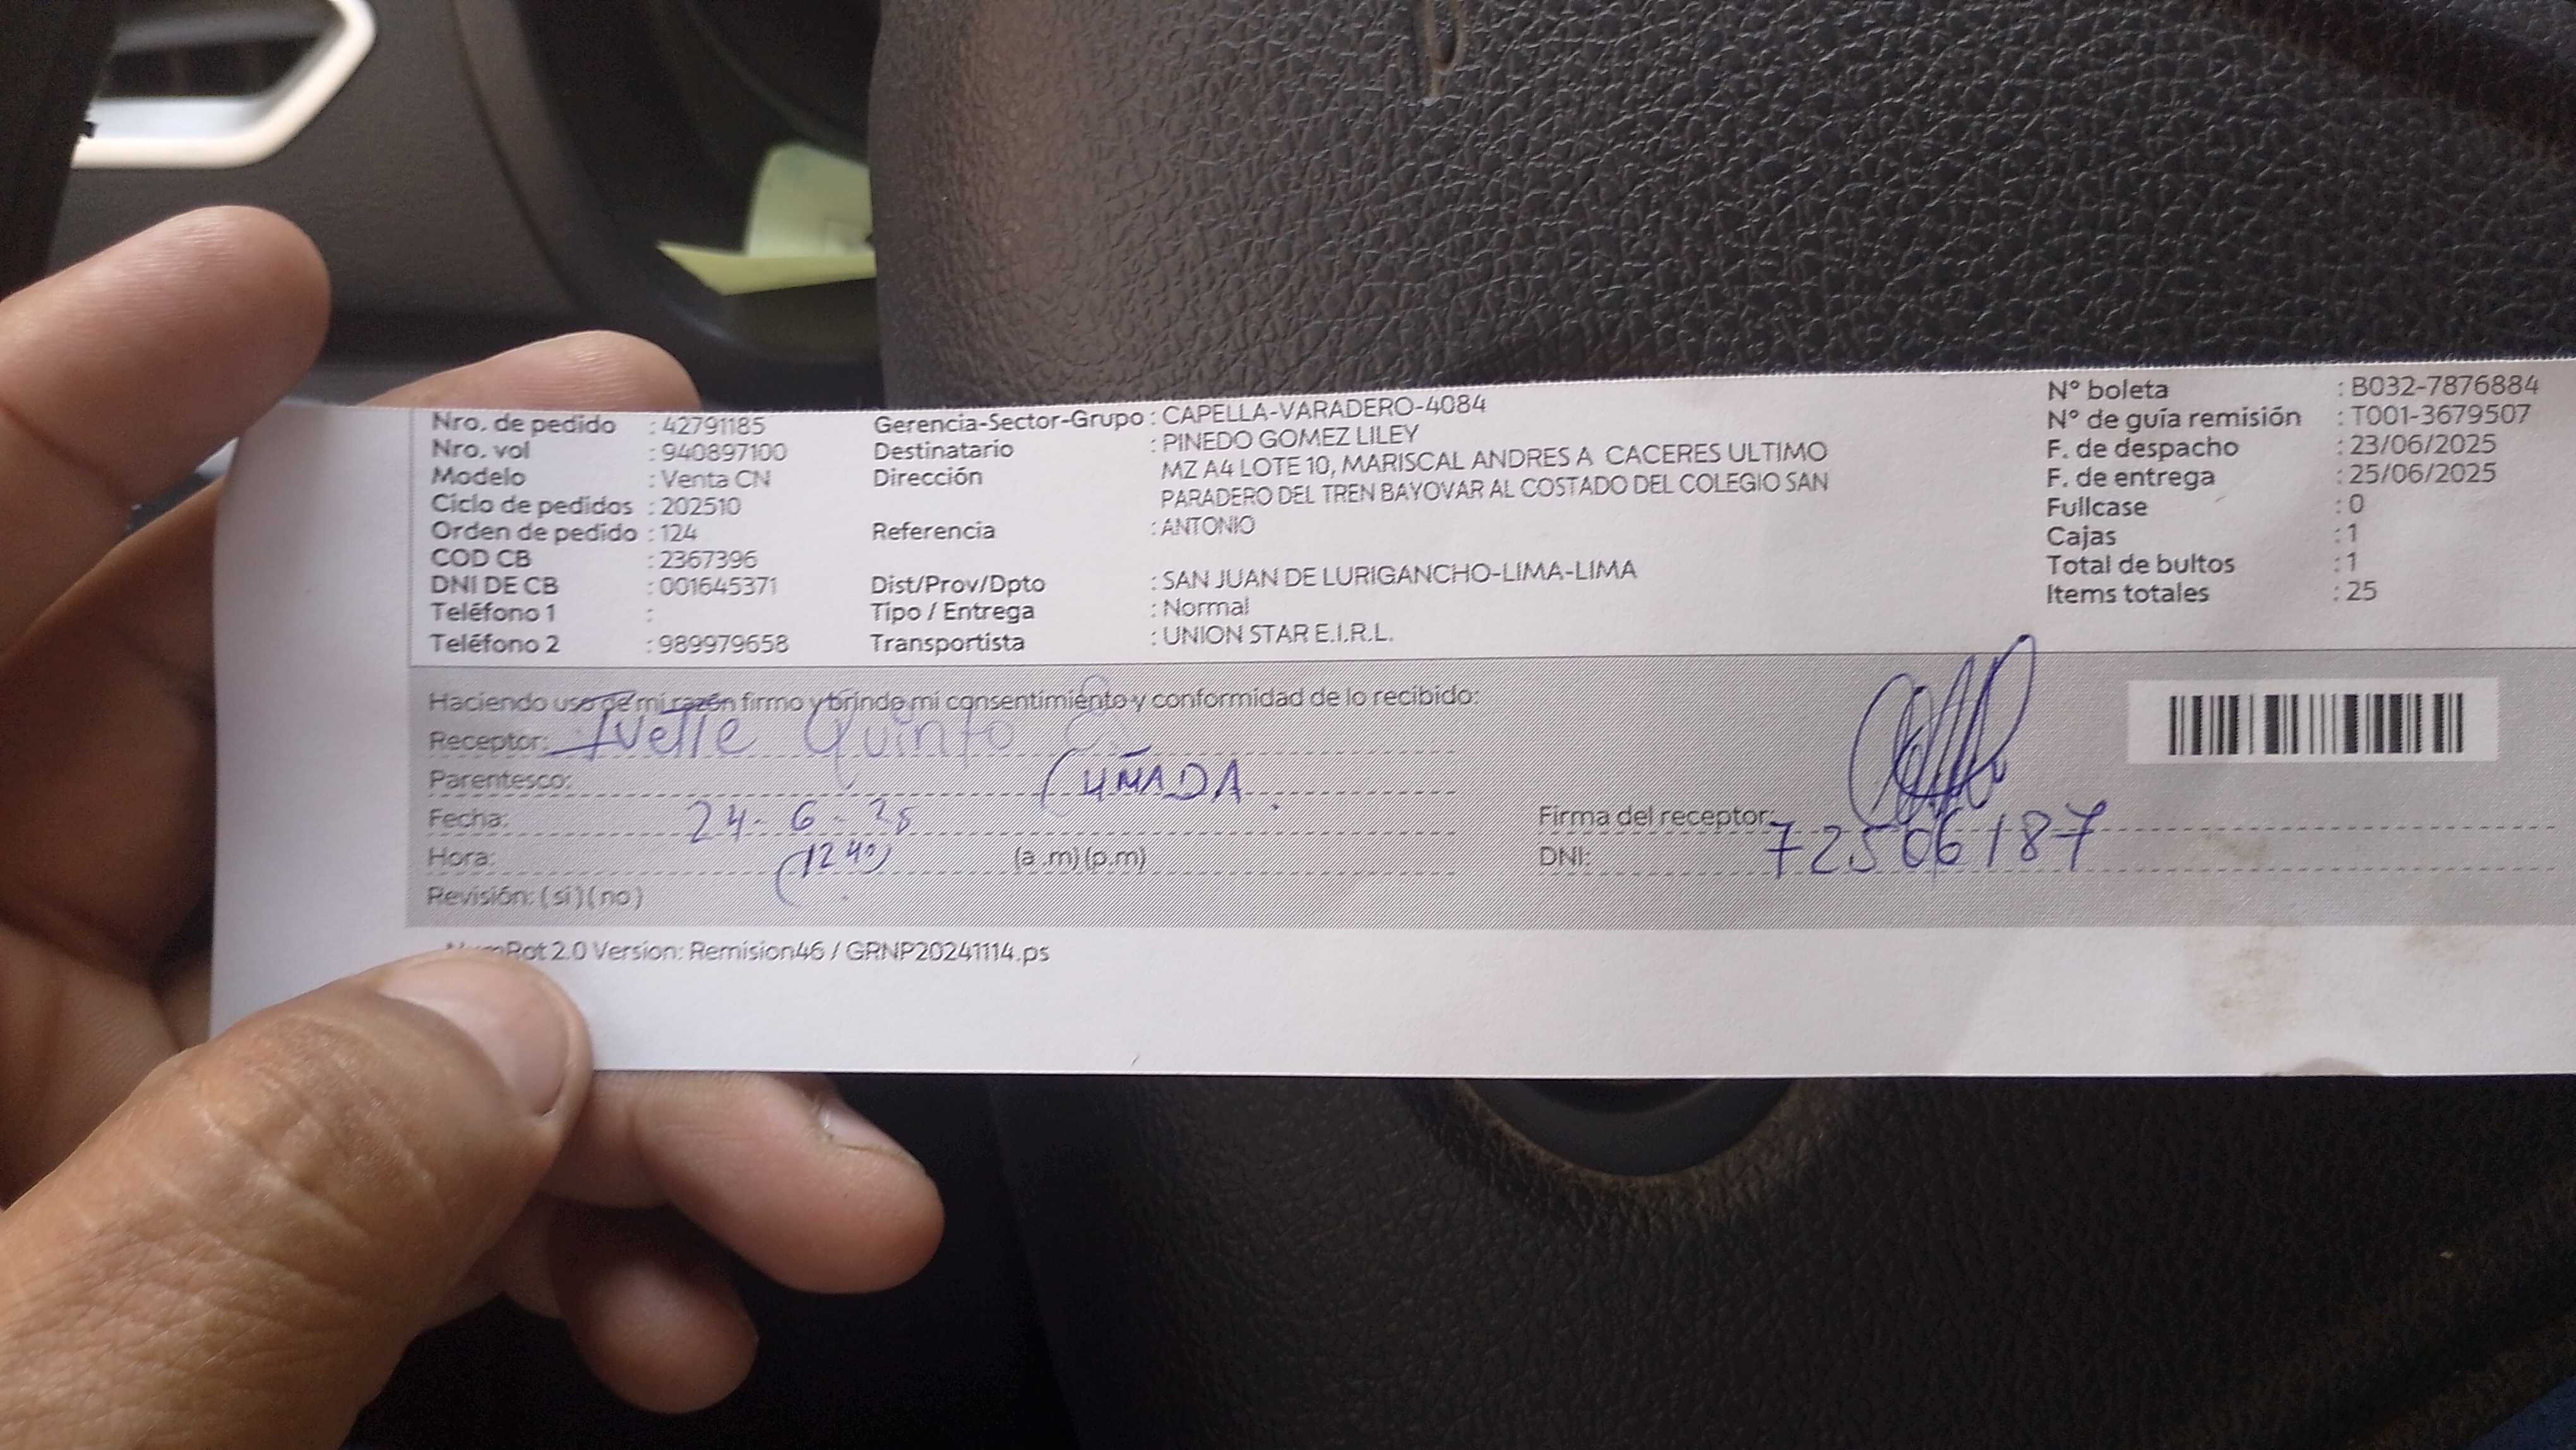 Nro. de pedido : 42791185
Nro. vol : 940897100
Modelo : Venta CN
Ciclo de pedidos : 202510
Orden de pedido : 124
COD CB : 2367396
DNI DE CB : 001645371
Teléfono 1 :
Teléfono 2 : 989979658
Gerencia-Sector-Grupo : CAPELLA-VARADERO-4084
Destinatario : PINEDO GOMEZ LILEY
Dirección MZ A4 LOTE 10, MARISCAL ANDRES A CACERES ULTIMO
PARADERO DEL TREN BAYOVAR AL COSTADO DEL COLEGIO SAN
Referencia : ANTONIO
Dist/Prov/Dpto : SAN JUAN DE LURIGANCHO-LIMA-LIMA
Tipo / Entrega : Normal
Transportista : UNION STAR E.I.R.L.
N° boleta : B032-7876884
N° de guía remisión : T001-3679507
F. de despacho : 23/06/2025
F. de entrega : 25/06/2025
Fullcase : 0
Cajas : 1
Total de bultos : 1
Items totales : 25
Haciendo uso de mi razón firmo y brindo mi consentimiento y conformidad de lo recibido:
Receptor: Ivette Quinto
Parentesco: CUÑADA.
Fecha: 24-6-25
Hora: (1240) (a .m) (p.m)
Revisión: ( si ) ( no )
Firma del receptor:
DNI: 72506187
Rot 2.0 Version: Remision46 / GRNP20241114.ps